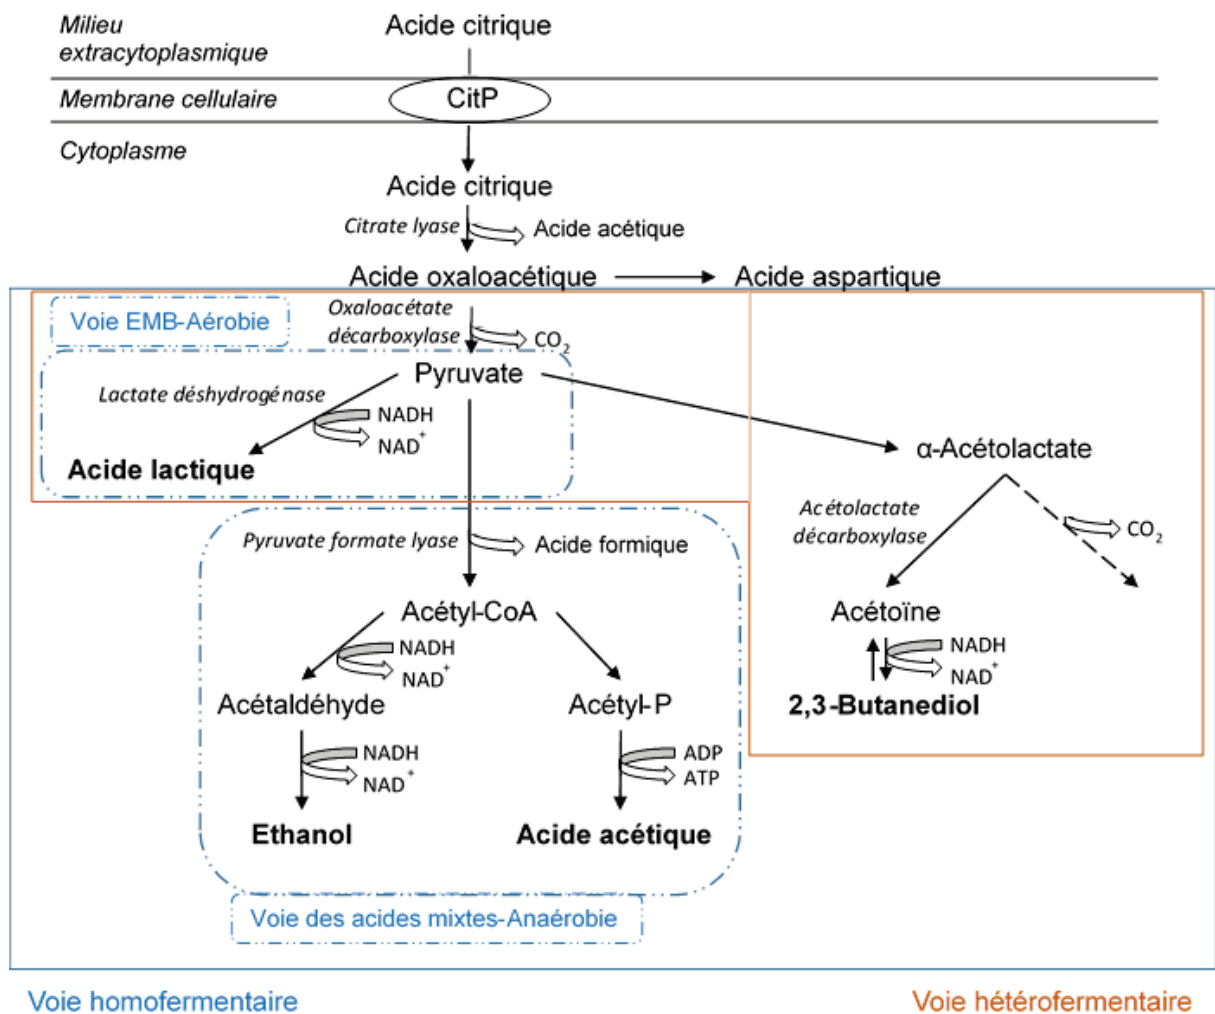 Milieu
extracytoplasmique
Acide citrique
Membrane cellulaire
CitP
Cytoplasme
Acide citrique
Citrate lyase
Acide acétique
Acide oxaloacétique
Acide aspartique
Voie EMB-Aérobie
Oxaloacétate
décarboxylase
CO2
Pyruvate
Lactate déshydrogénase
NADH
NAD+
Acide lactique
α-Acétolactate
Acétolactate
décarboxylase
CO2
Pyruvate formate lyase
Acide formique
Acétyl-CoA
Acétoïne
NADH
NAD+
NADH
NAD+
Acétaldéhyde
Acétyl-P
2,3-Butanediol
NADH
NAD+
ADP
ATP
Ethanol
Acide acétique
Voie des acides mixtes-Anaérobie
Voie homofermentaire
Voie hétérofermentaire